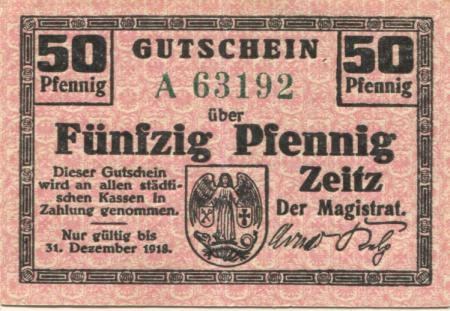 50 Pfennig
GUTSCHEIN
50 Pfennig
A 63192
über
Fünfzig Pfennig
Dieser Gutschein
wird an allen städti-
schen Kassen in
Zahlung genommen.
Nur gültig bis
31. Dezember 1918.
Zeitz
Der Magistrat.